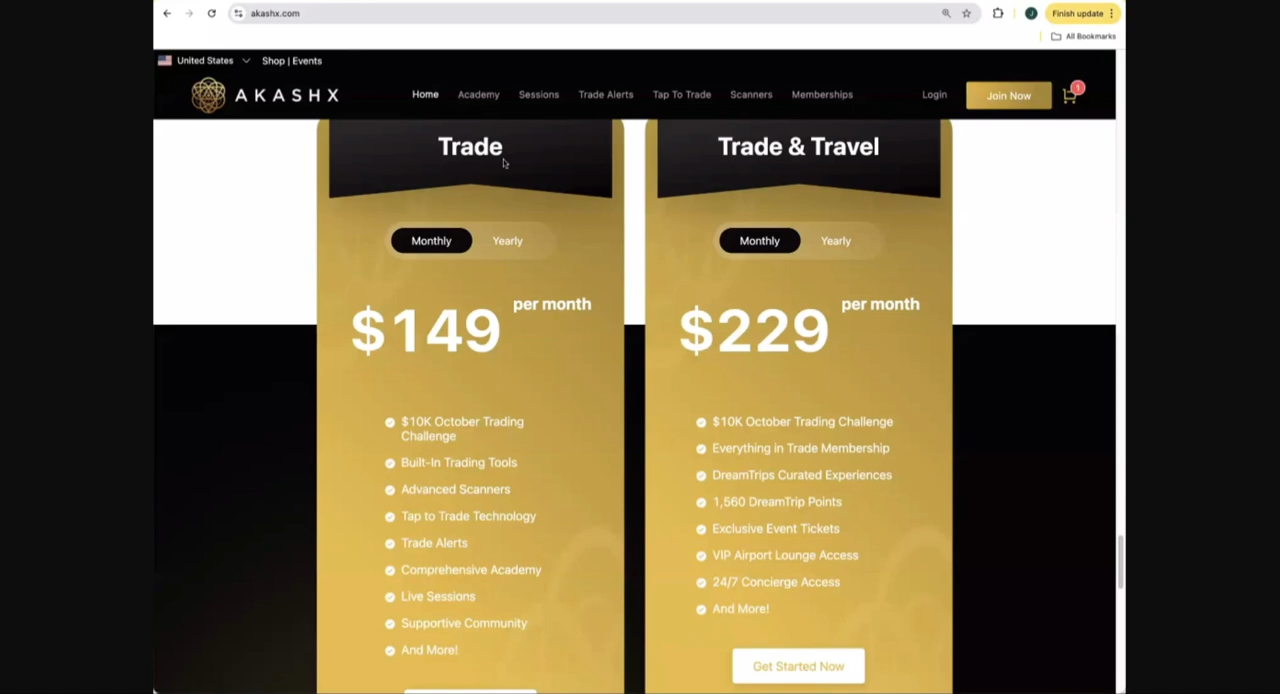 akashx.com
Finish update
All Bookmarks
United States
Shop | Events
AKASHX
Home
Academy
Sessions
Trade Alerts
Tap To Trade
Scanners
Memberships
Login
Join Now
1
Trade
Monthly
Yearly
$149 per month
$10K October Trading
Challenge
Built-In Trading Tools
Advanced Scanners
Tap to Trade Technology
Trade Alerts
Comprehensive Academy
Live Sessions
Supportive Community
And More!
Trade & Travel
Monthly
Yearly
$229 per month
$10K October Trading Challenge
Everything in Trade Membership
DreamTrips Curated Experiences
1,560 DreamTrip Points
Exclusive Event Tickets
VIP Airport Lounge Access
24/7 Concierge Access
And More!
Get Started Now